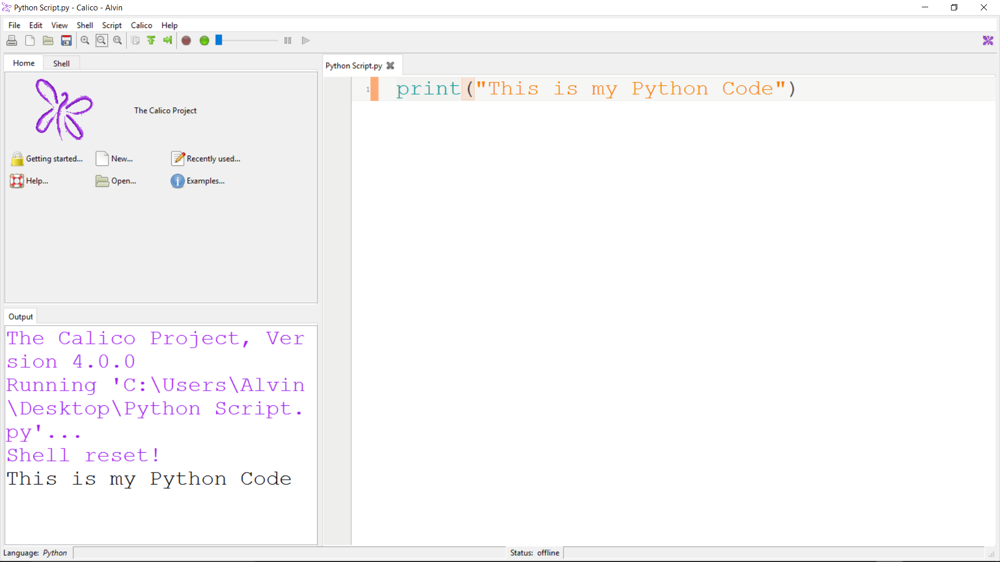 Python Script.py - Calico - Alvin
File Edit View Shell Script Calico Help
Home Shell
The Calico Project
Getting started... New... Recently used...
Help... Open... Examples...
Output
The Calico Project, Ver
sion 4.0.0
Running 'C:\Users\Alvin
\Desktop\Python Script.
py'...
Shell reset!
This is my Python Code
Python Script.py
1 print("This is my Python Code")
Language: Python
Status: offline